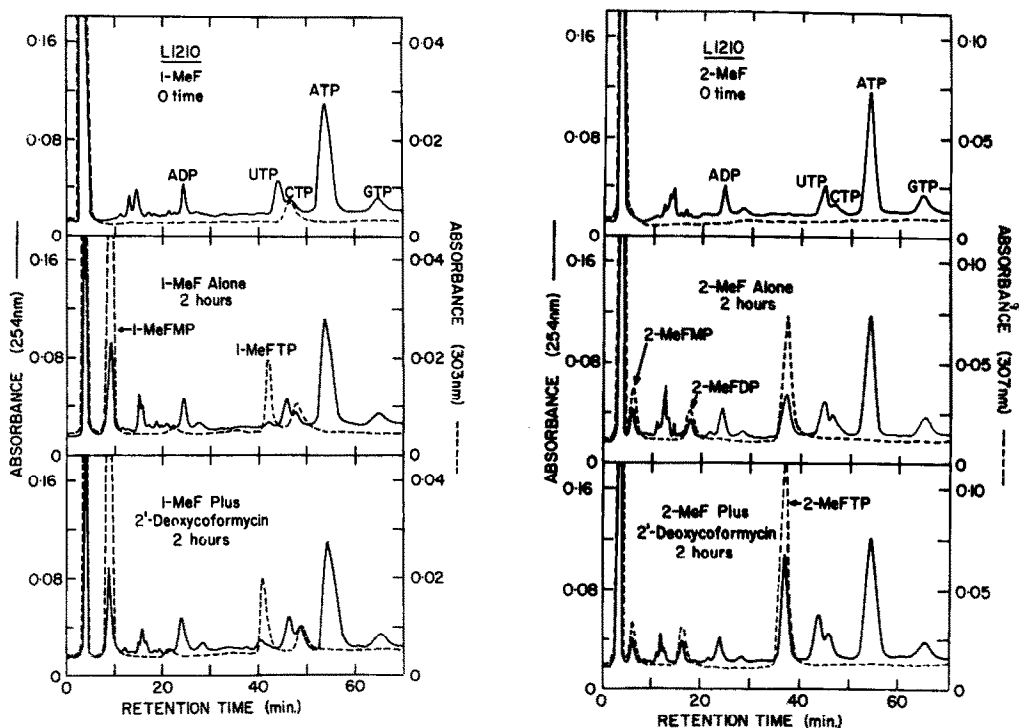 L1210
1-MeF
0 time
ATP
ADP
UTP
CTP
GTP
0·16
0·08
0
0·04
0·02
0
1-MeF Alone
2 hours
1-MeFMP
1-MeFTP
0·16
0·08
0
0·04
0·02
0
1-MeF Plus
2'-Deoxycoformycin
2 hours
0·16
0·08
0
0·04
0·02
0
0 20 40 60
RETENTION TIME (min.)
ABSORBANCE (254nm)
ABSORBANCE (303nm)
L1210
2-MeF
0 time
ATP
ADP
UTP
CTP
GTP
0·16
0·08
0
0·10
0·05
0
2-MeF Alone
2 hours
2-MeFMP
2-MeFDP
0·16
0·08
0
0·10
0·05
0
2-MeF Plus
2'-Deoxycoformycin
2 hours
2-MeFTP
0·16
0·08
0
0·10
0·05
0
0 20 40 60
RETENTION TIME (min.)
ABSORBANCE (254nm)
ABSORBANCE (307nm)